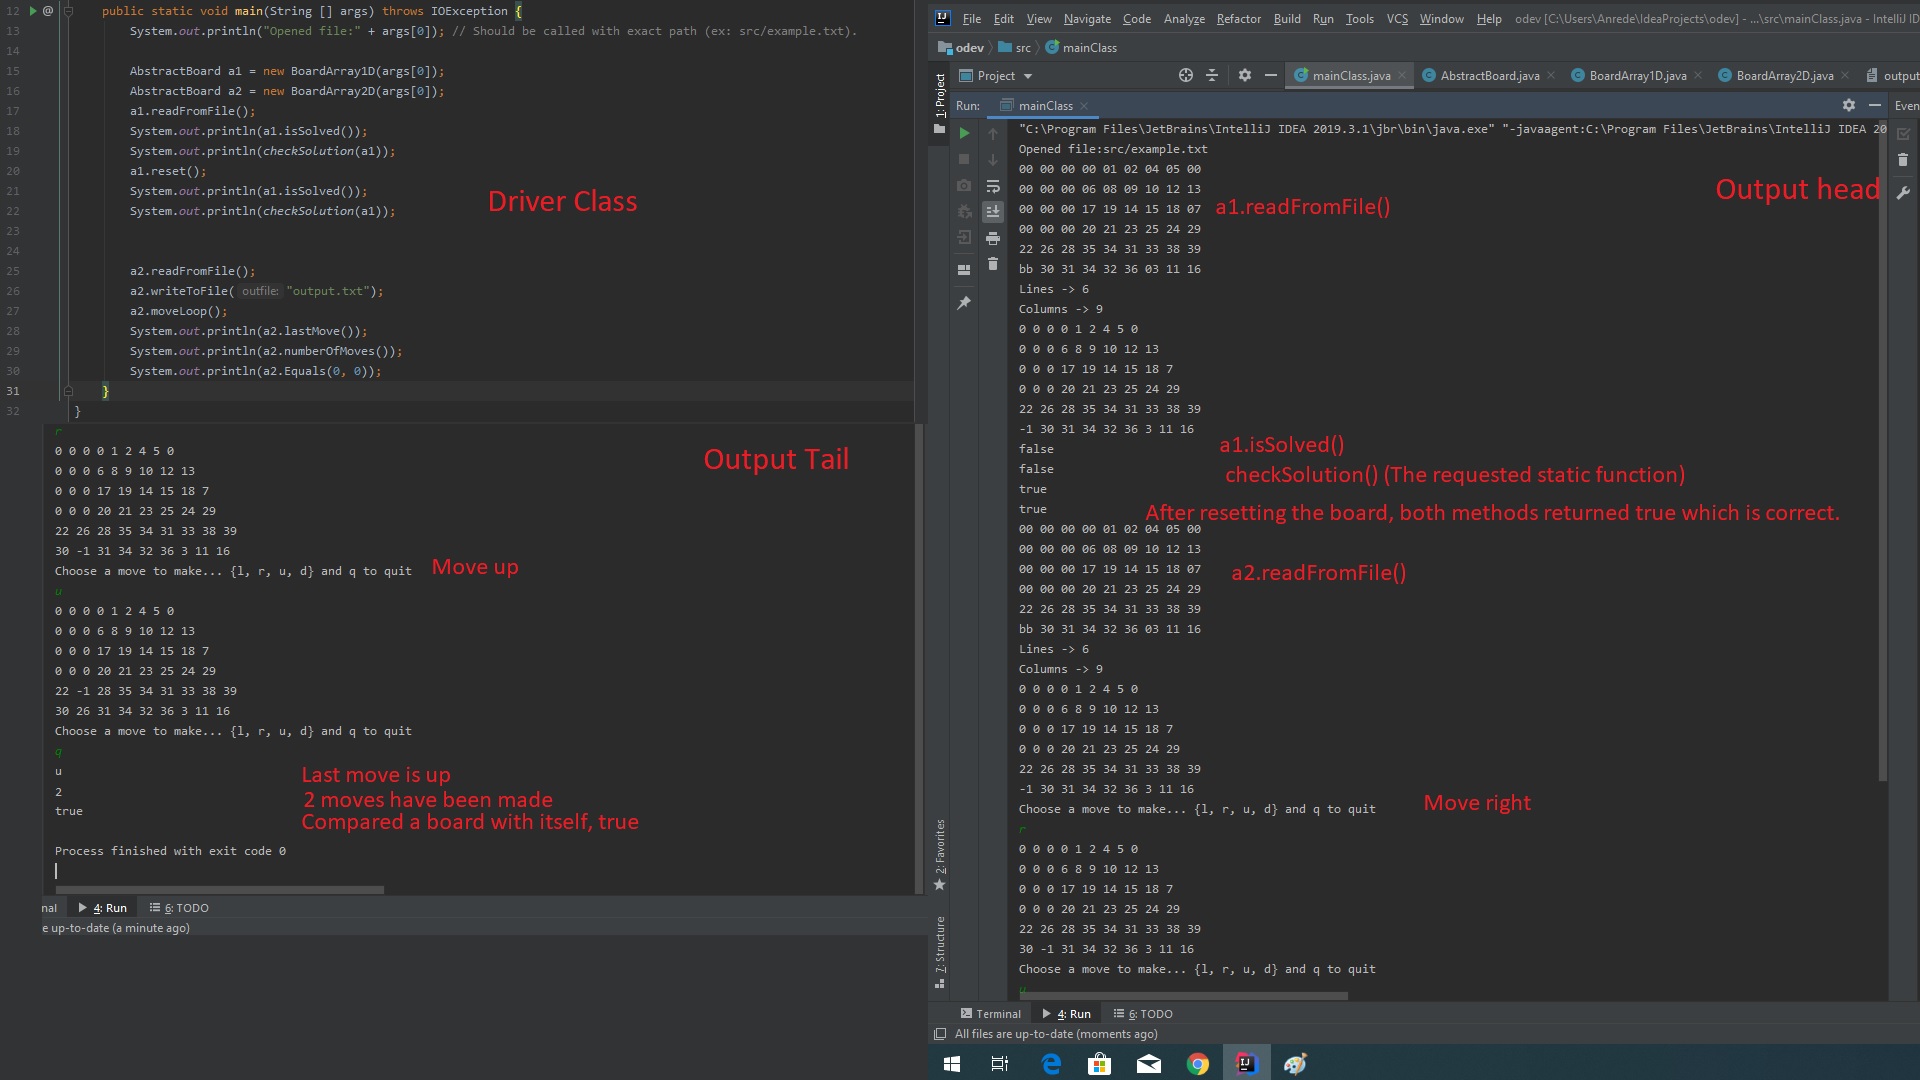 12 public static void main(String [] args) throws IOException {
13 System.out.println("Opened file:" + args[0]); // Should be called with exact path (ex: src/example.txt).
14
15 AbstractBoard a1 = new BoardArray1D(args[0]);
16 AbstractBoard a2 = new BoardArray2D(args[0]);
17 a1.readFromFile();
18 System.out.println(a1.isSolved());
19 System.out.println(checkSolution(a1));
20 a1.reset();
21 System.out.println(a1.isSolved());
22 System.out.println(checkSolution(a1));
Driver Class
23
24
25 a2.readFromFile();
26 a2.writeToFile( outfile: "output.txt");
27 a2.moveLoop();
28 System.out.println(a2.lastMove());
29 System.out.println(a2.numberOfMoves());
30 System.out.println(a2.Equals(0, 0));
31 }
32 }
r
Output Tail
0 0 0 0 1 2 4 5 0
0 0 0 6 8 9 10 12 13
0 0 0 17 19 14 15 18 7
0 0 0 20 21 23 25 24 29
22 26 28 35 34 31 33 38 39
30 -1 31 34 32 36 3 11 16
Choose a move to make... {l, r, u, d} and q to quit
Move up
u
0 0 0 0 1 2 4 5 0
0 0 0 6 8 9 10 12 13
0 0 0 17 19 14 15 18 7
0 0 0 20 21 23 25 24 29
22 -1 28 35 34 31 33 38 39
30 26 31 34 32 36 3 11 16
Choose a move to make... {l, r, u, d} and q to quit
q
u
Last move is up
2
2 moves have been made
true
Compared a board with itself, true
Process finished with exit code 0
nal 4: Run 6: TODO
e up-to-date (a minute ago)
File Edit View Navigate Code Analyze Refactor Build Run Tools VCS Window Help odev [C:\Users\Anrede\IdeaProjects\odev] - ...\src\mainClass.java - IntelliJ ID
odev src mainClass
1: Project
Project mainClass.java AbstractBoard.java BoardArray1D.java BoardArray2D.java output
Run: mainClass Even
"C:\Program Files\JetBrains\IntelliJ IDEA 2019.3.1\jbr\bin\java.exe" "-javaagent:C:\Program Files\JetBrains\IntelliJ IDEA 20
Opened file:src/example.txt
00 00 00 00 01 02 04 05 00
00 00 00 06 08 09 10 12 13
Output head
00 00 00 17 19 14 15 18 07
a1.readFromFile()
00 00 00 20 21 23 25 24 29
22 26 28 35 34 31 33 38 39
bb 30 31 34 32 36 03 11 16
Lines -> 6
Columns -> 9
0 0 0 0 1 2 4 5 0
0 0 0 6 8 9 10 12 13
0 0 0 17 19 14 15 18 7
0 0 0 20 21 23 25 24 29
22 26 28 35 34 31 33 38 39
-1 30 31 34 32 36 3 11 16
false
a1.isSolved()
false
checkSolution() (The requested static function)
true
true
After resetting the board, both methods returned true which is correct.
00 00 00 00 01 02 04 05 00
00 00 00 06 08 09 10 12 13
00 00 00 17 19 14 15 18 07
a2.readFromFile()
00 00 00 20 21 23 25 24 29
22 26 28 35 34 31 33 38 39
bb 30 31 34 32 36 03 11 16
Lines -> 6
Columns -> 9
0 0 0 0 1 2 4 5 0
0 0 0 6 8 9 10 12 13
0 0 0 17 19 14 15 18 7
0 0 0 20 21 23 25 24 29
22 26 28 35 34 31 33 38 39
-1 30 31 34 32 36 3 11 16
Choose a move to make... {l, r, u, d} and q to quit
Move right
r
0 0 0 0 1 2 4 5 0
0 0 0 6 8 9 10 12 13
0 0 0 17 19 14 15 18 7
0 0 0 20 21 23 25 24 29
22 26 28 35 34 31 33 38 39
30 -1 31 34 32 36 3 11 16
Choose a move to make... {l, r, u, d} and q to quit
u
2: Favorites
7: Structure
Terminal 4: Run 6: TODO
All files are up-to-date (moments ago)